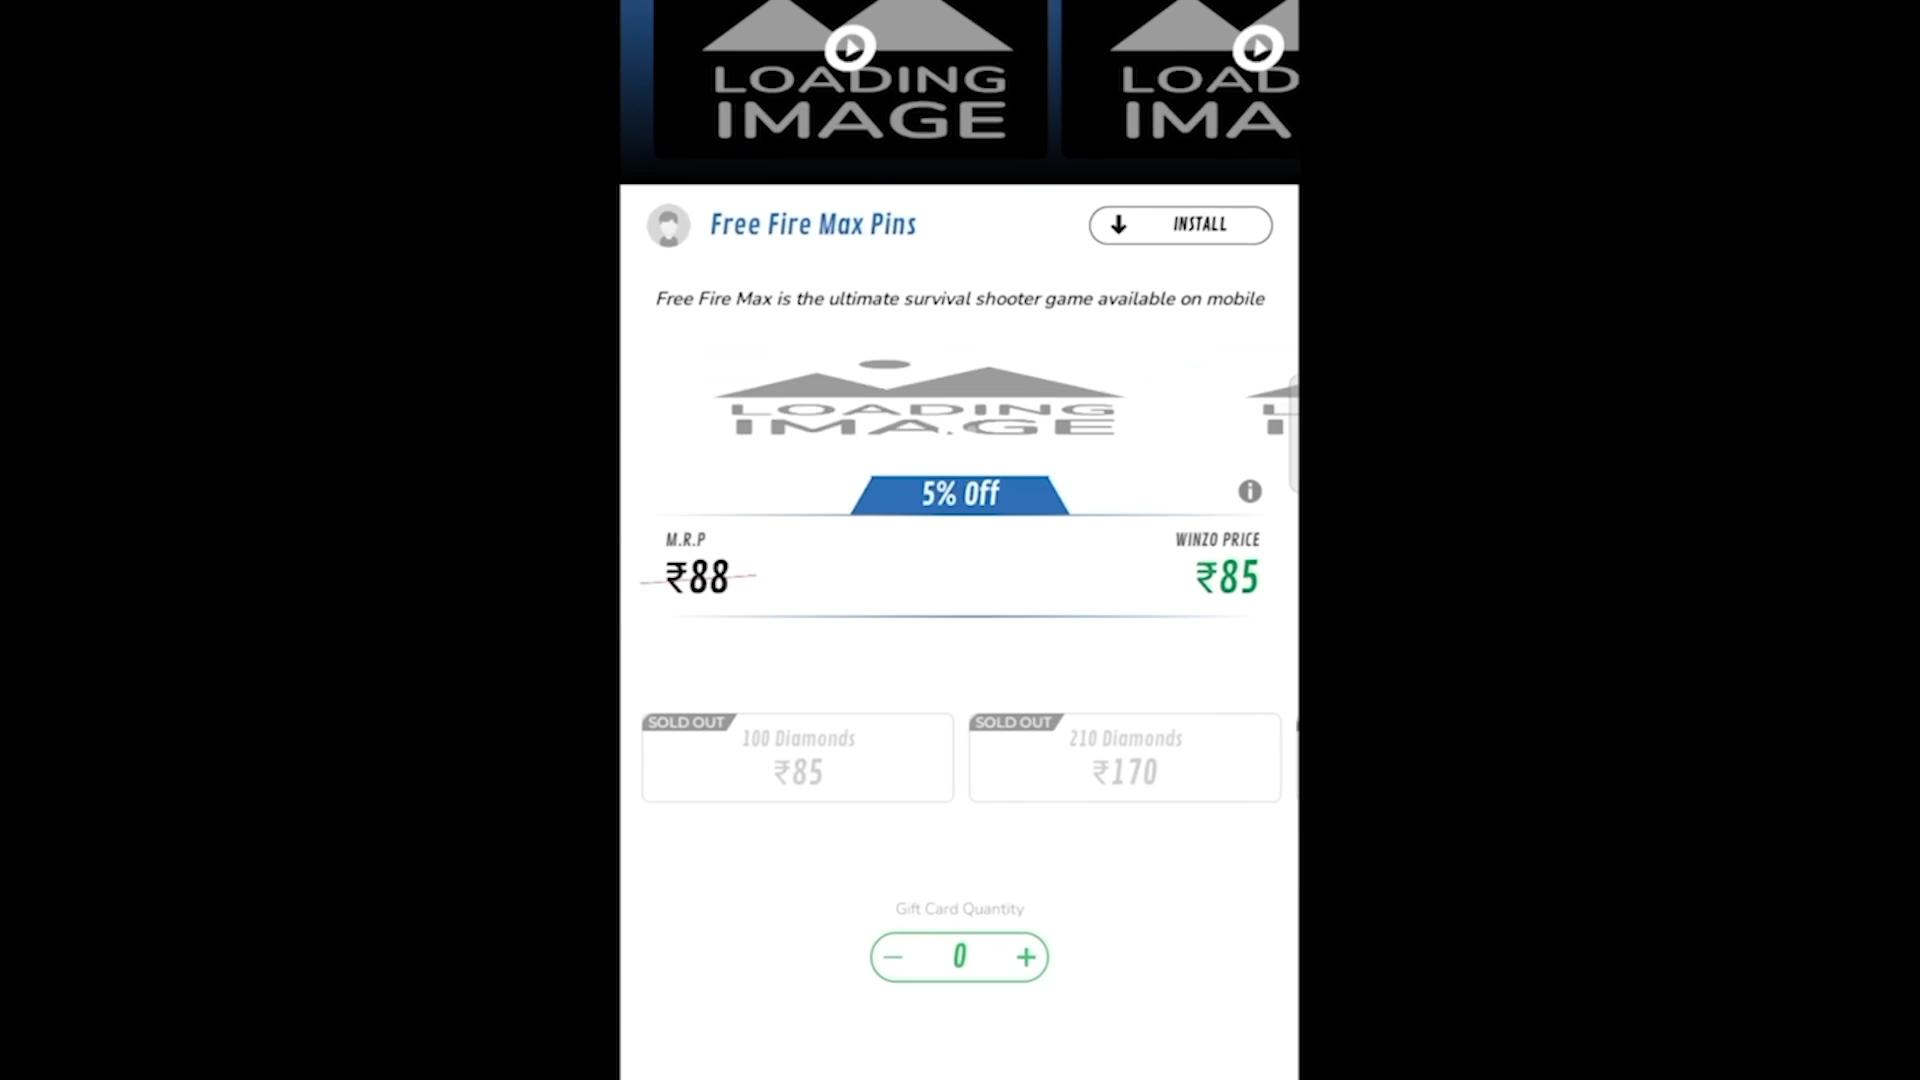 LOADING
IMAGE
LOAD
IMA
Free Fire Max Pins
INSTALL
Free Fire Max is the ultimate survival shooter game available on mobile
LOADING
IMAGE
L
I
5% Off
M.R.P
WINZO PRICE
₹88
₹85
SOLD OUT
100 Diamonds
₹85
SOLD OUT
210 Diamonds
₹170
Gift Card Quantity
0